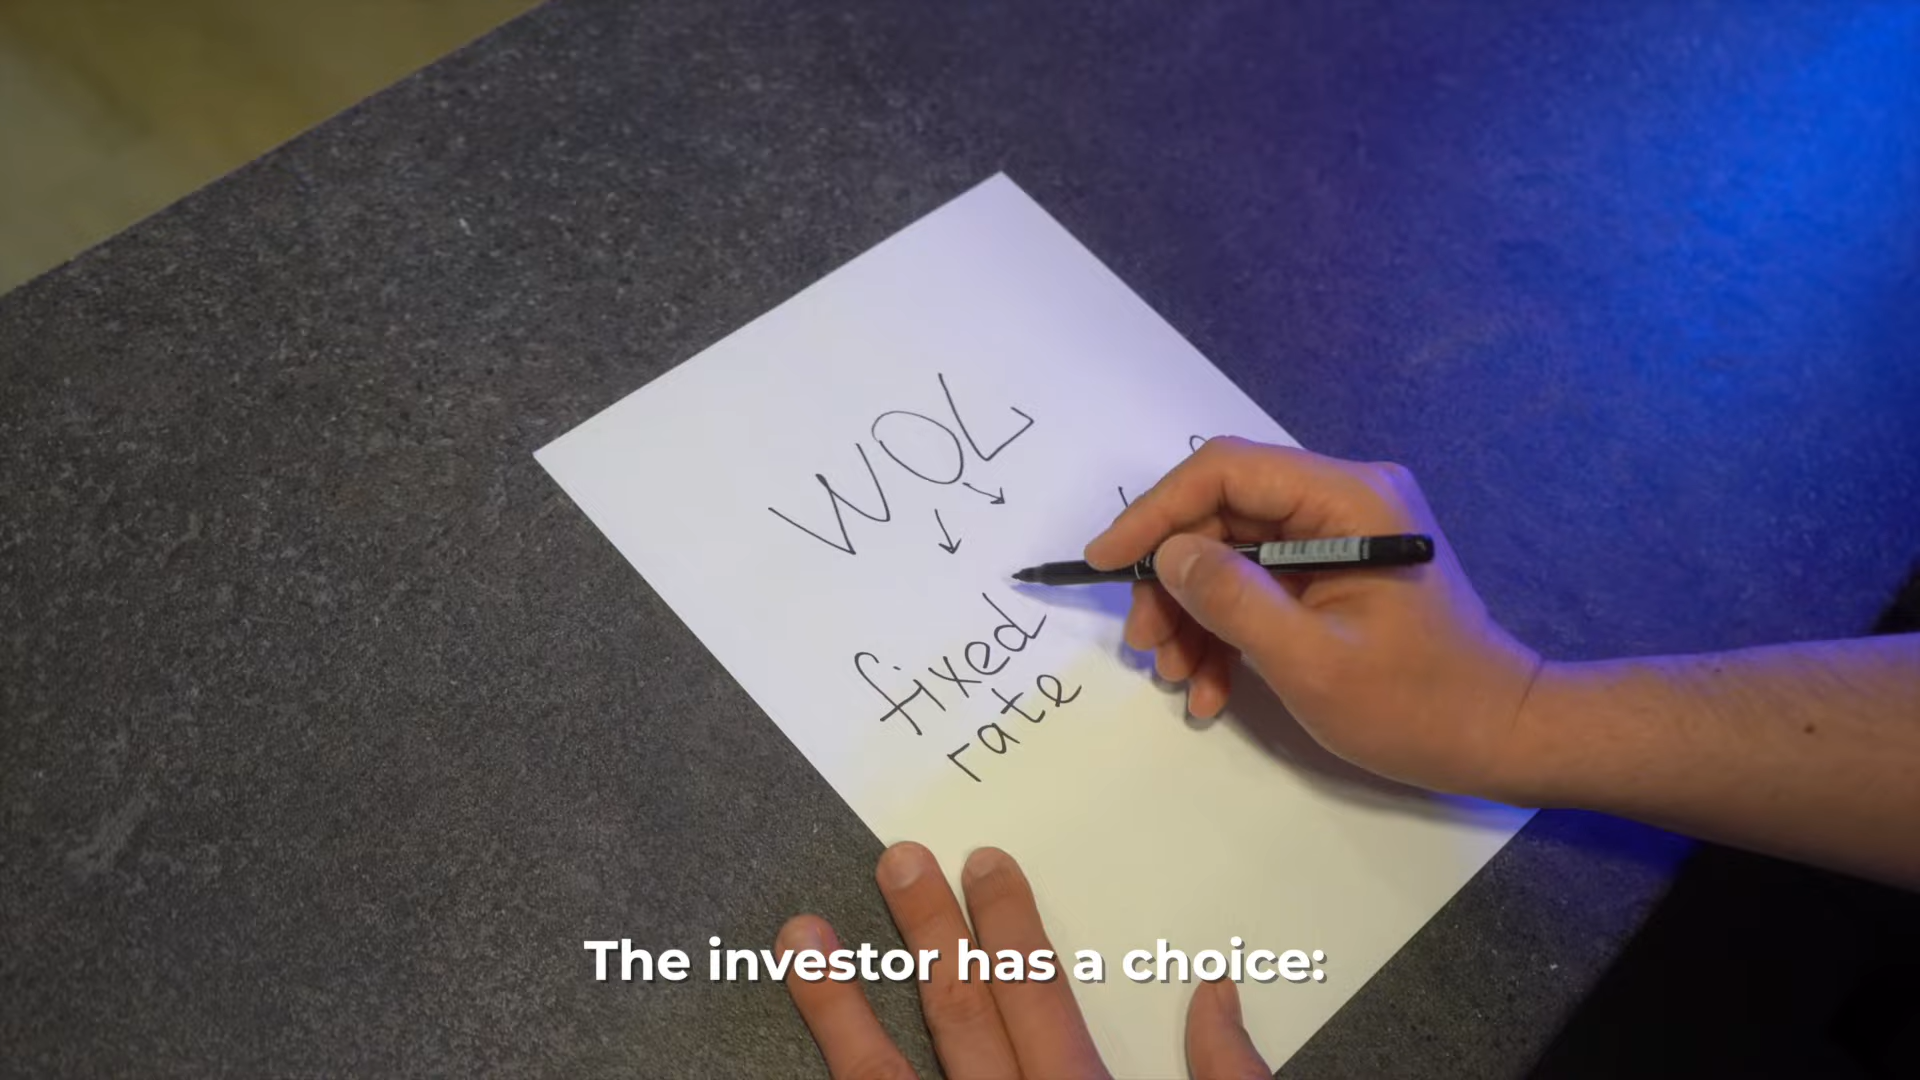 WOL
fixed
rate
The investor has a choice: